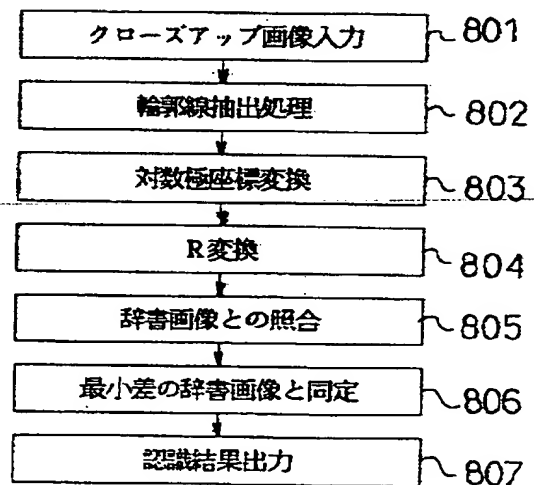 クローズアップ画像入力 801
輪郭線抽出処理 802
対数極座標変換 803
R変換 804
辞書画像との照合 805
最小差の辞書画像と同定 806
認識結果出力 807